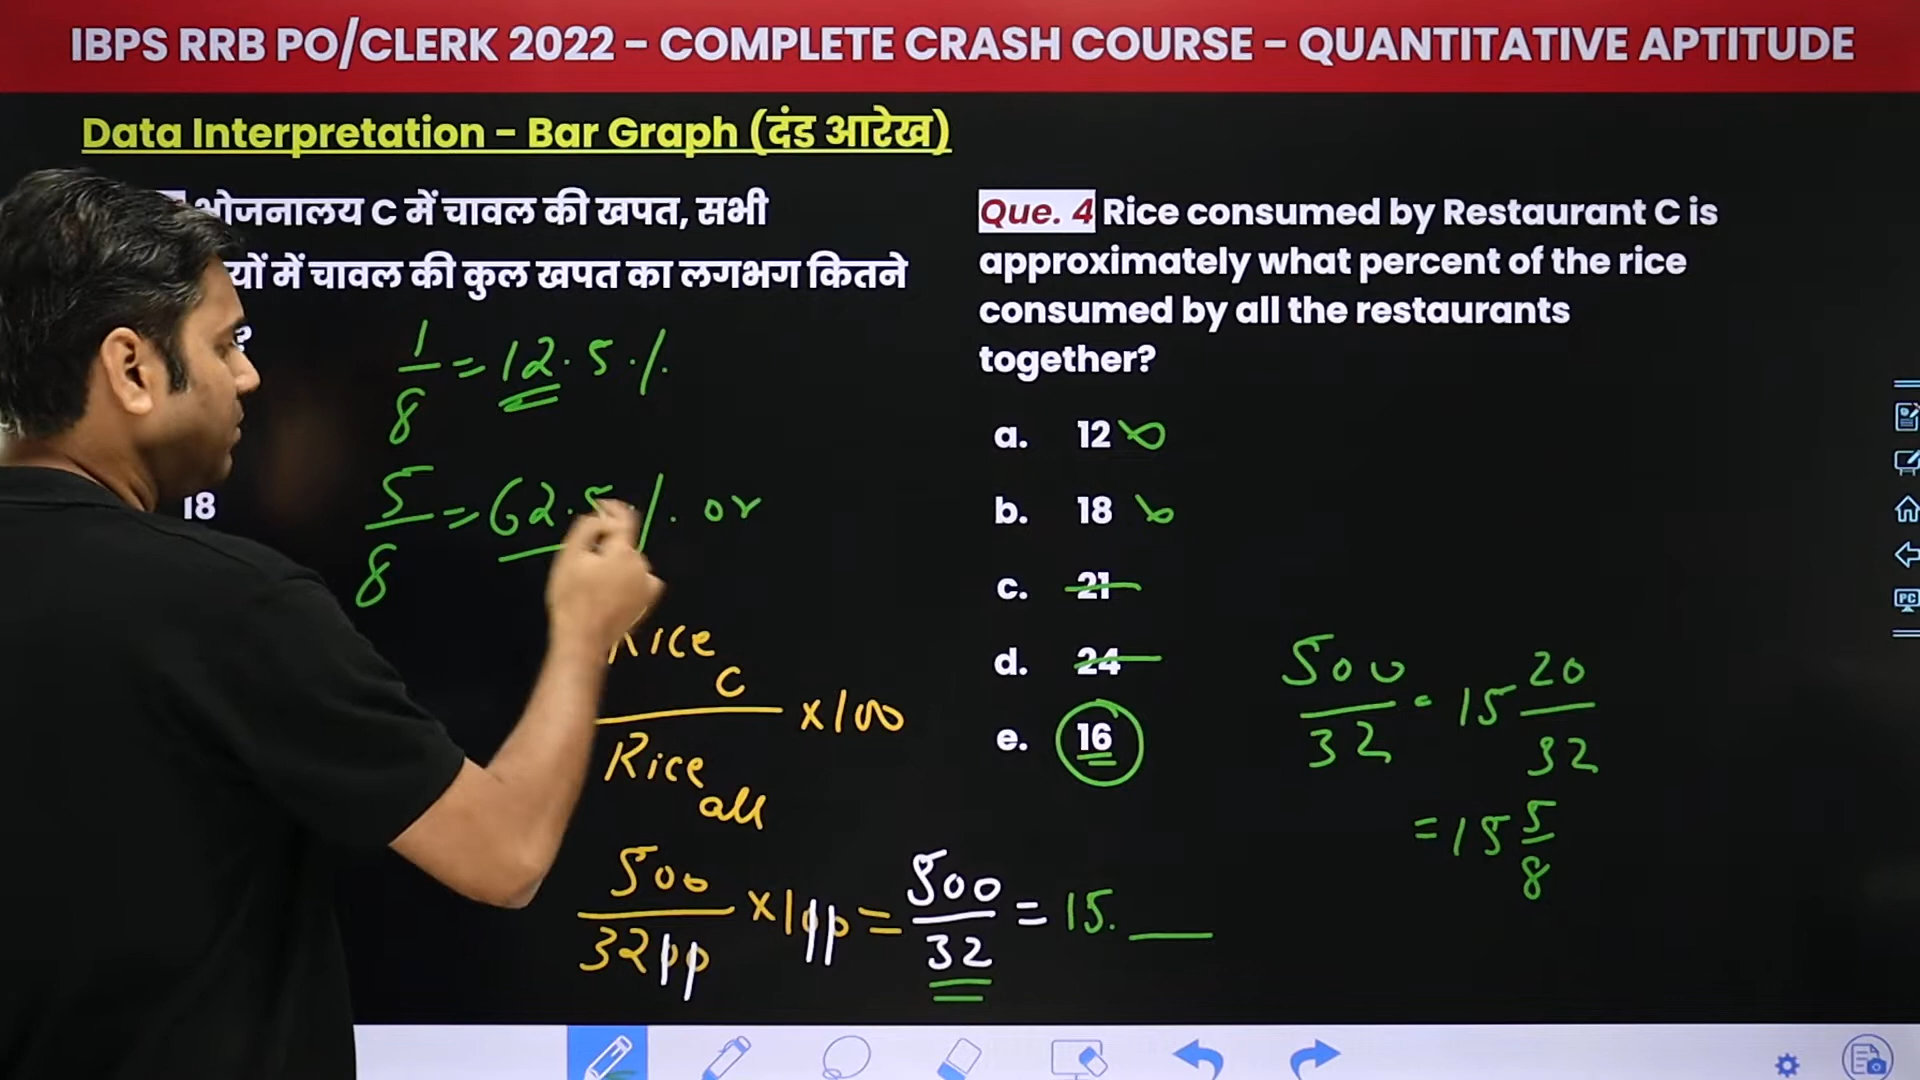 IBPS RRB PO/CLERK 2022 - COMPLETE CRASH COURSE - QUANTITATIVE APTITUDE
Data Interpretation - Bar Graph (दंड आरेख)
भोजनालय C में चावल की खपत, सभी
यों में चावल की कुल खपत का लगभग कितने
?
18
1/8 = 12.5%
5/8 = 62.5% or
Rice C / Rice all ×100
500/3200 ×100 = 500/32 = 15.__
Que. 4 Rice consumed by Restaurant C is
approximately what percent of the rice
consumed by all the restaurants
together?
a. 12
b. 18
c. 21
d. 24
e. 16
500/32 = 15 20/32
= 15 5/8
PC